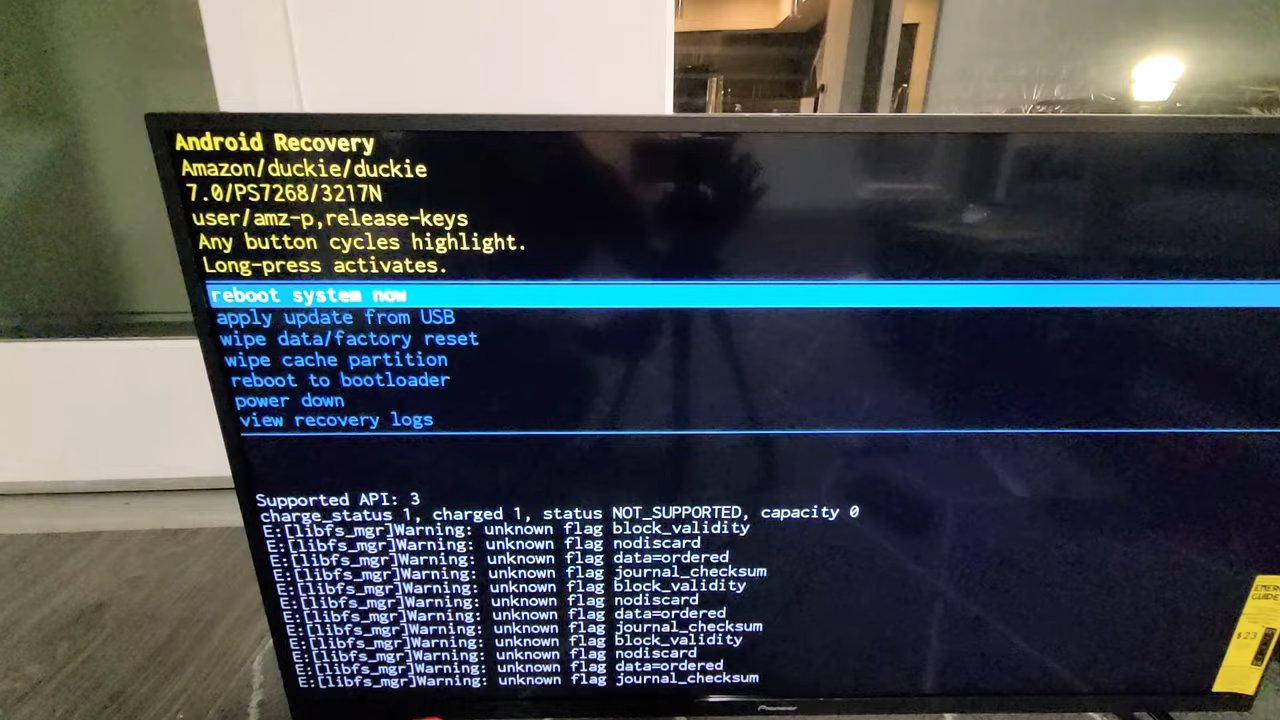 Android Recovery
Amazon/duckie/duckie
7.0/PS7268/3217N
user/amz-p,release-keys
Any button cycles highlight.
Long-press activates.
reboot system now
apply update from USB
wipe data/factory reset
wipe cache partition
reboot to bootloader
power down
view recovery logs
Supported API: 3
charge_status 1, charged 1, status NOT_SUPPORTED, capacity 0
E:[libfs_mgr]Warning: unknown flag block_validity
E:[libfs_mgr]Warning: unknown flag nodiscard
E:[libfs_mgr]Warning: unknown flag data=ordered
E:[libfs_mgr]Warning: unknown flag journal_checksum
E:[libfs_mgr]Warning: unknown flag block_validity
E:[libfs_mgr]Warning: unknown flag nodiscard
E:[libfs_mgr]Warning: unknown flag data=ordered
E:[libfs_mgr]Warning: unknown flag journal_checksum
E:[libfs_mgr]Warning: unknown flag block_validity
E:[libfs_mgr]Warning: unknown flag nodiscard
E:[libfs_mgr]Warning: unknown flag data=ordered
E:[libfs_mgr]Warning: unknown flag journal_checksum
$23
Pioneer